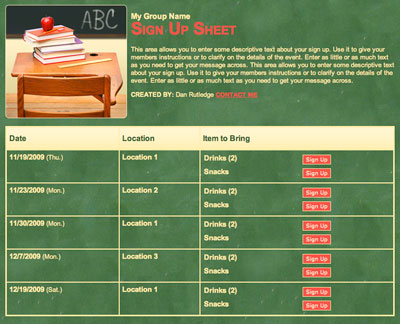 ABC
My Group Name
Sign Up Sheet
This area allows you to enter some descriptive text about your sign up. Use it to give your
members instructions or to clarify on the details of the event. Enter as little or as much text
as you need to get your message across. This area allows you to enter some descriptive text
about your sign up. Use it to give your members instructions or to clarify on the details of the
event. Enter as little or as much text as you need to get your message across.
CREATED BY: Dan Rutledge CONTACT ME
Date Location Item to Bring
11/19/2009 (Thu.) Location 1 Drinks (2) Sign Up
Snacks Sign Up
11/23/2009 (Mon.) Location 2 Drinks (2) Sign Up
Snacks Sign Up
11/30/2009 (Mon.) Location 1 Drinks (2) Sign Up
Snacks Sign Up
12/7/2009 (Mon.) Location 3 Drinks (2) Sign Up
Snacks Sign Up
12/19/2009 (Sat.) Location 1 Drinks (2) Sign Up
Snacks Sign Up